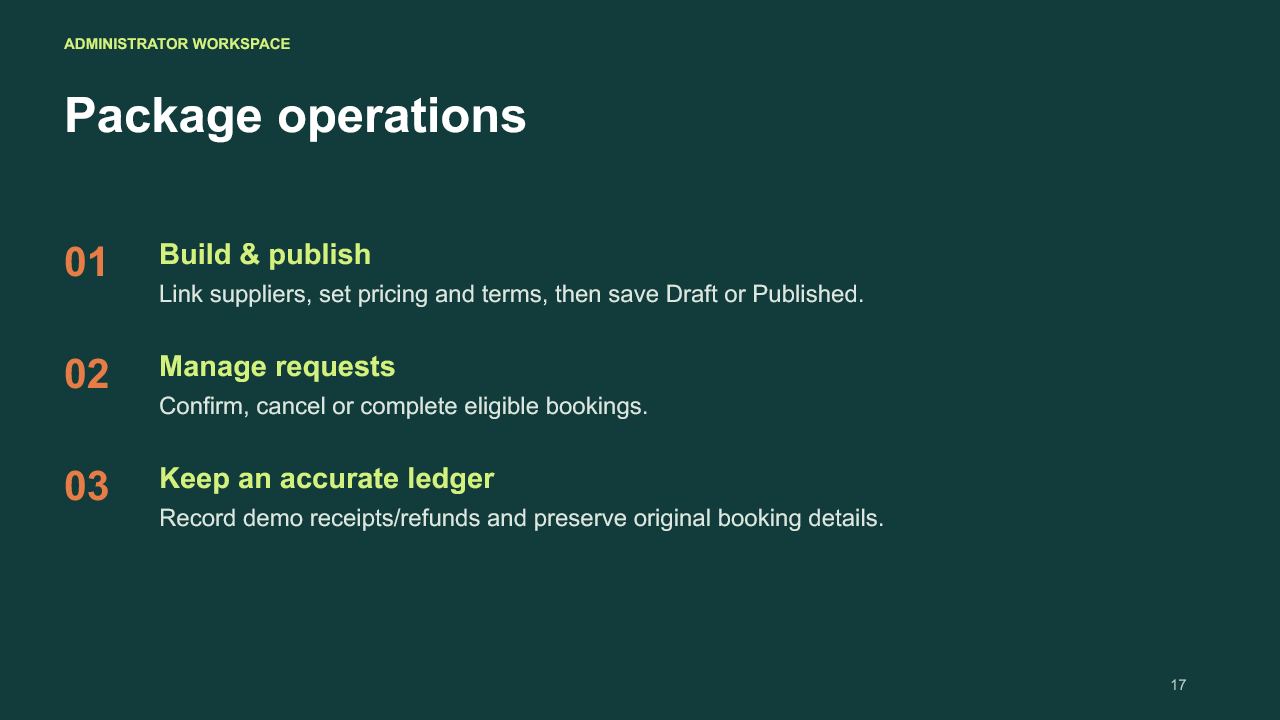 ADMINISTRATOR WORKSPACE
Package operations
01
Build & publish
Link suppliers, set pricing and terms, then save Draft or Published.
02
Manage requests
Confirm, cancel or complete eligible bookings.
03
Keep an accurate ledger
Record demo receipts/refunds and preserve original booking details.
17